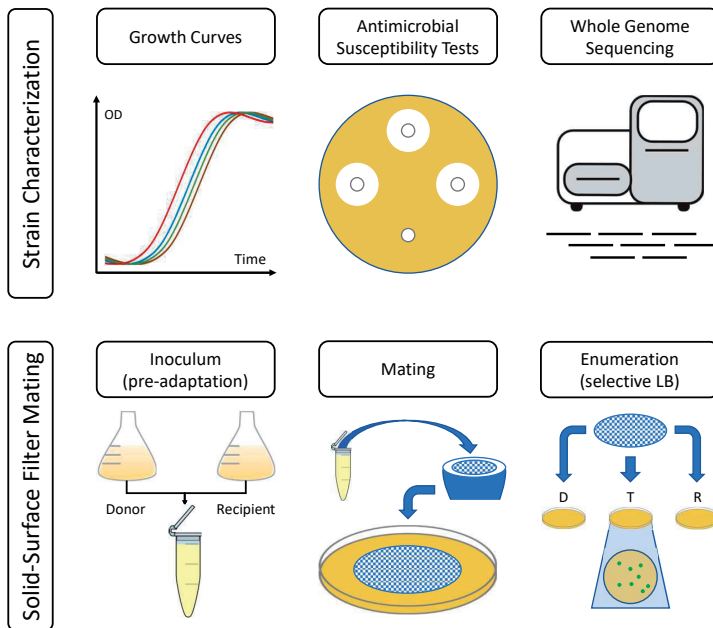 Strain Characterization
Growth Curves
OD
Time
Antimicrobial
Susceptibility Tests
Whole Genome
Sequencing
Solid-Surface Filter Mating
Inoculum
(pre-adaptation)
Donor
Recipient
Mating
Enumeration
(selective LB)
D
T
R